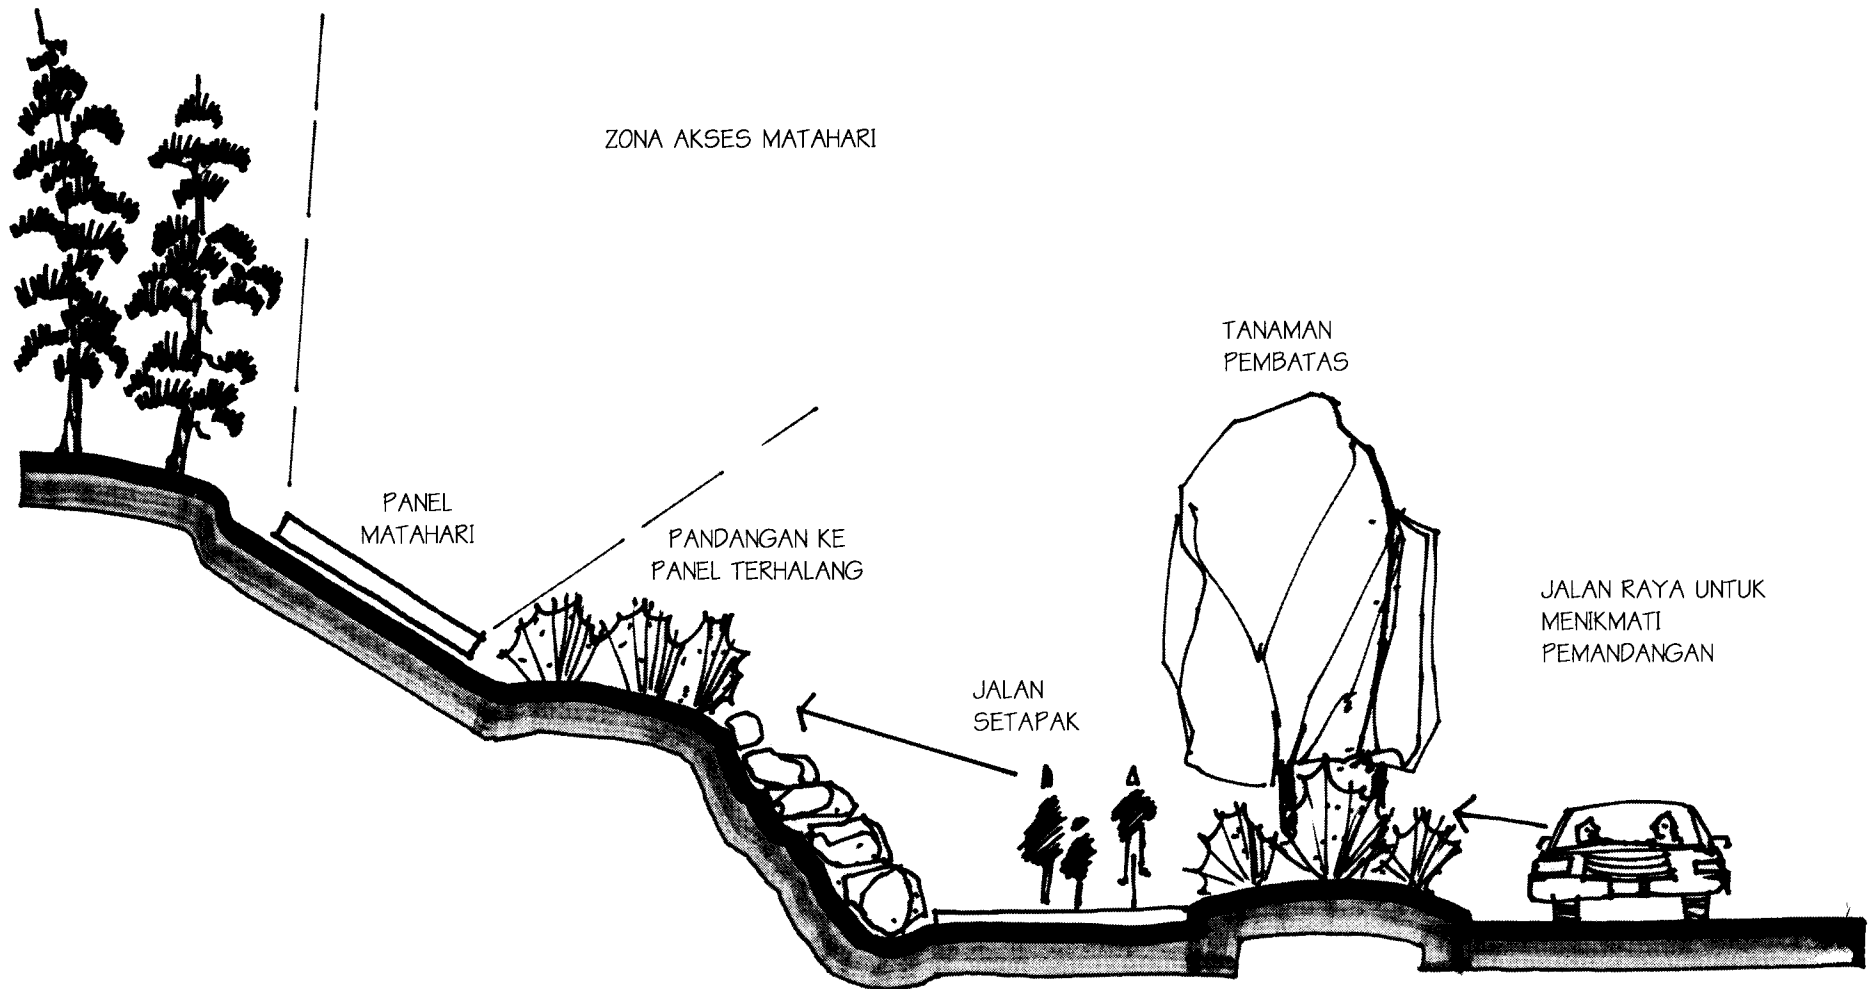 ZONA AKSES MATAHARI
TANAMAN
PEMBATAS
PANEL
MATAHARI
PANDANGAN KE
PANEL TERHALANG
JALAN RAYA UNTUK
MENIKMATI
PEMANDANGAN
JALAN
SETAPAK